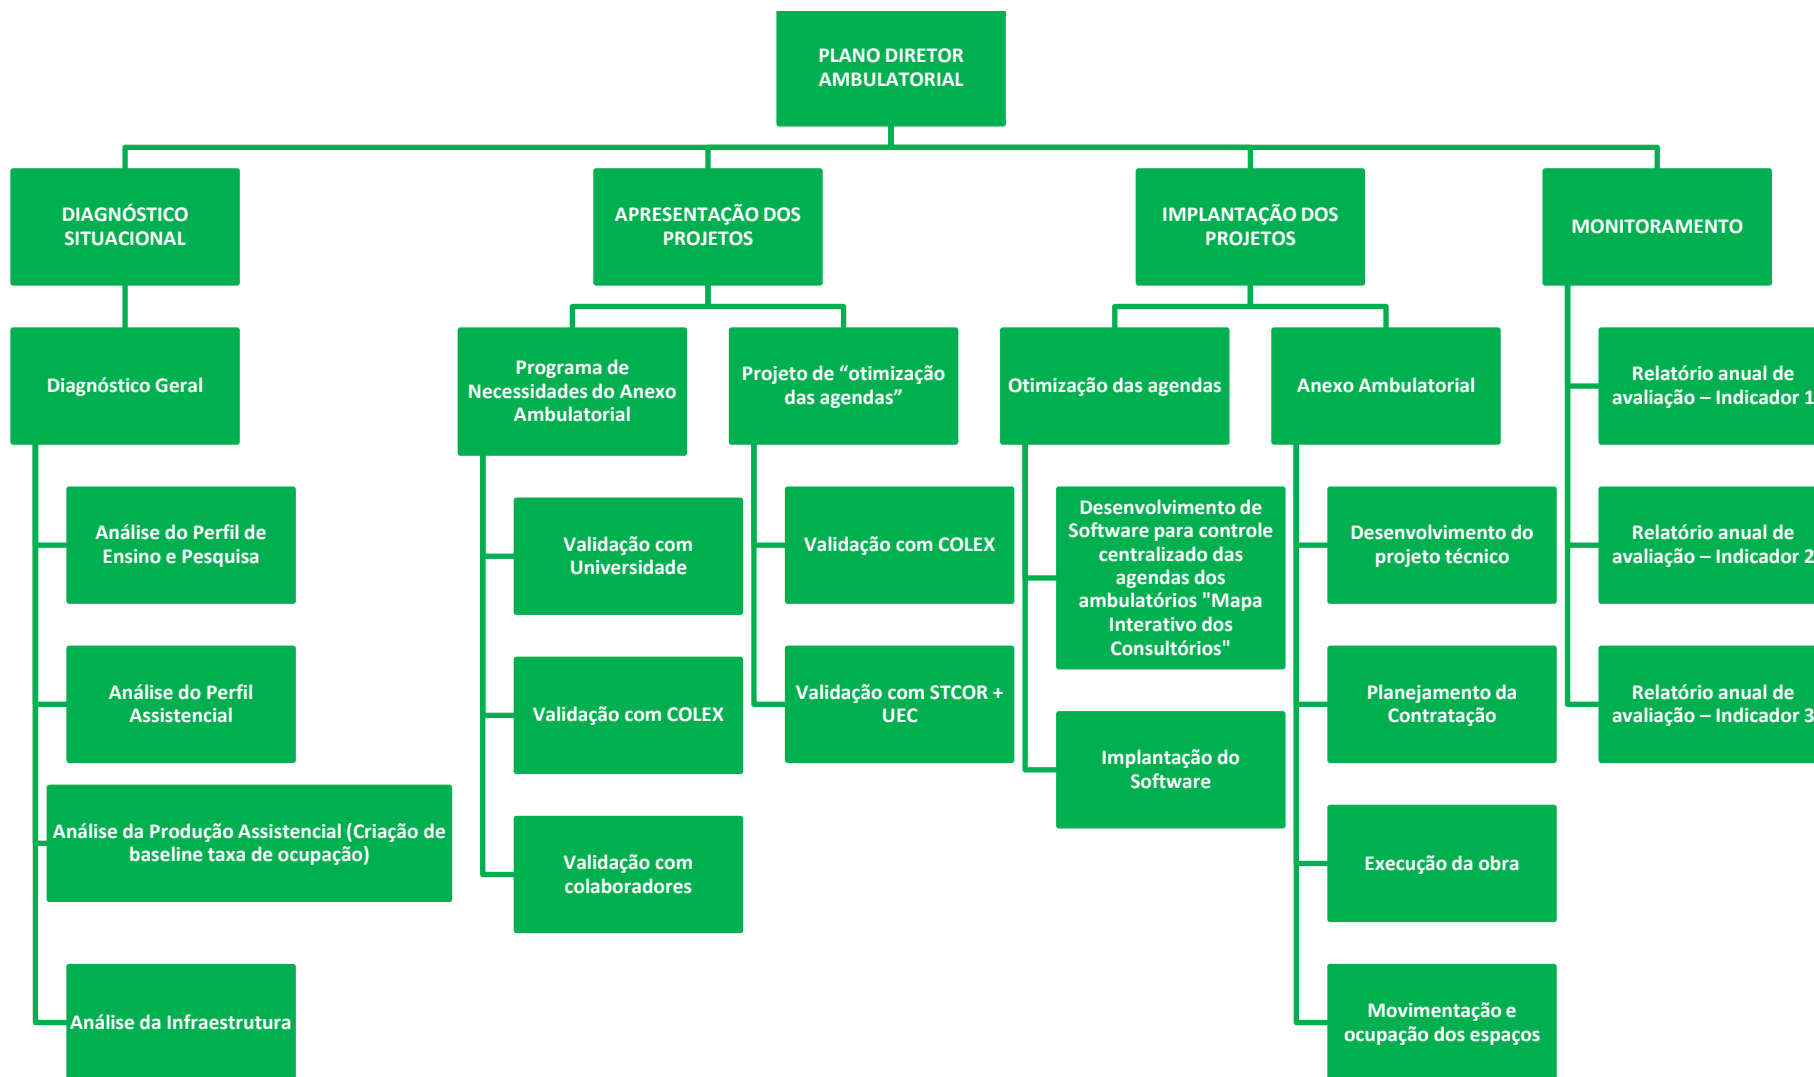 PLANO DIRETOR
AMBULATORIAL
DIAGNÓSTICO
SITUACIONAL
APRESENTAÇÃO DOS
PROJETOS
IMPLANTAÇÃO DOS
PROJETOS
MONITORAMENTO
Diagnóstico Geral
Análise do Perfil de
Ensino e Pesquisa
Análise do Perfil
Assistencial
Análise da Produção Assistencial (Criação de
baseline taxa de ocupação)
Análise da Infraestrutura
Programa de
Necessidades do Anexo
Ambulatorial
Validação com
Universidade
Validação com COLEX
Validação com
colaboradores
Projeto de “otimização
das agendas”
Validação com COLEX
Validação com STCOR +
UEC
Otimização das agendas
Desenvolvimento de
Software para controle
centralizado das
agendas dos
ambulatórios "Mapa
Interativo dos
Consultórios"
Implantação do
Software
Anexo Ambulatorial
Desenvolvimento do
projeto técnico
Planejamento da
Contratação
Execução da obra
Movimentação e
ocupação dos espaços
Relatório anual de
avaliação – Indicador 1
Relatório anual de
avaliação – Indicador 2
Relatório anual de
avaliação – Indicador 3